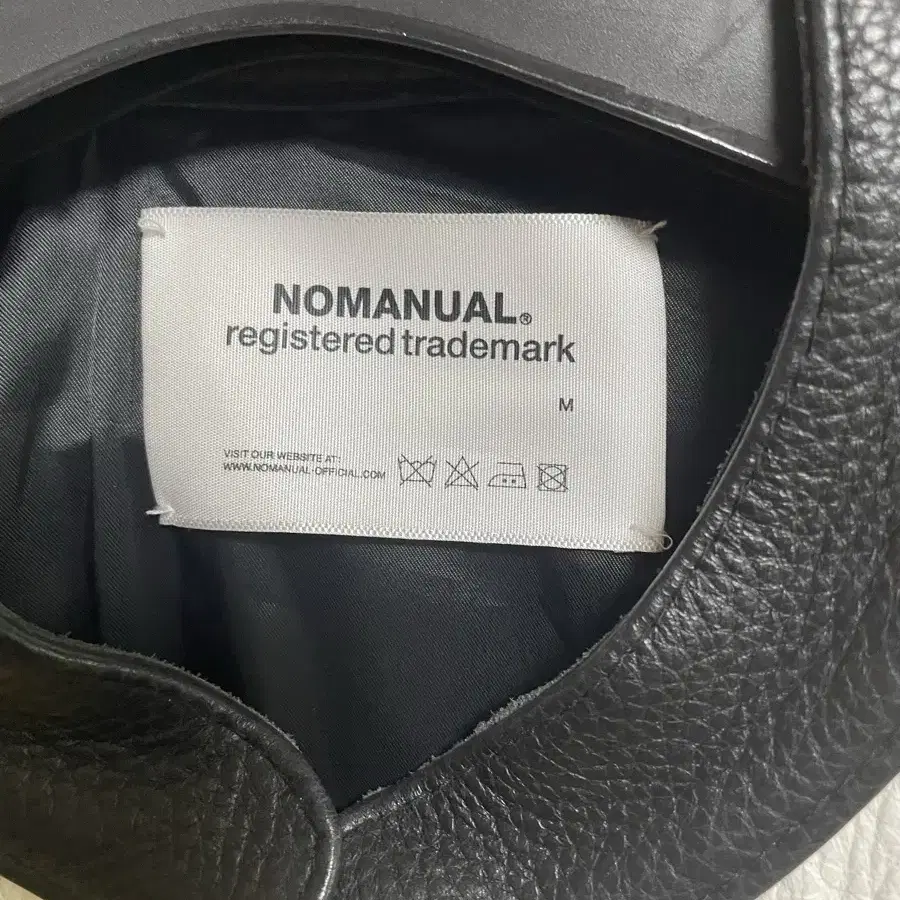 NOMANUAL®
registered trademark
M
VISIT OUR WEBSITE AT:
WWW.NOMANUAL-OFFICIAL.COM